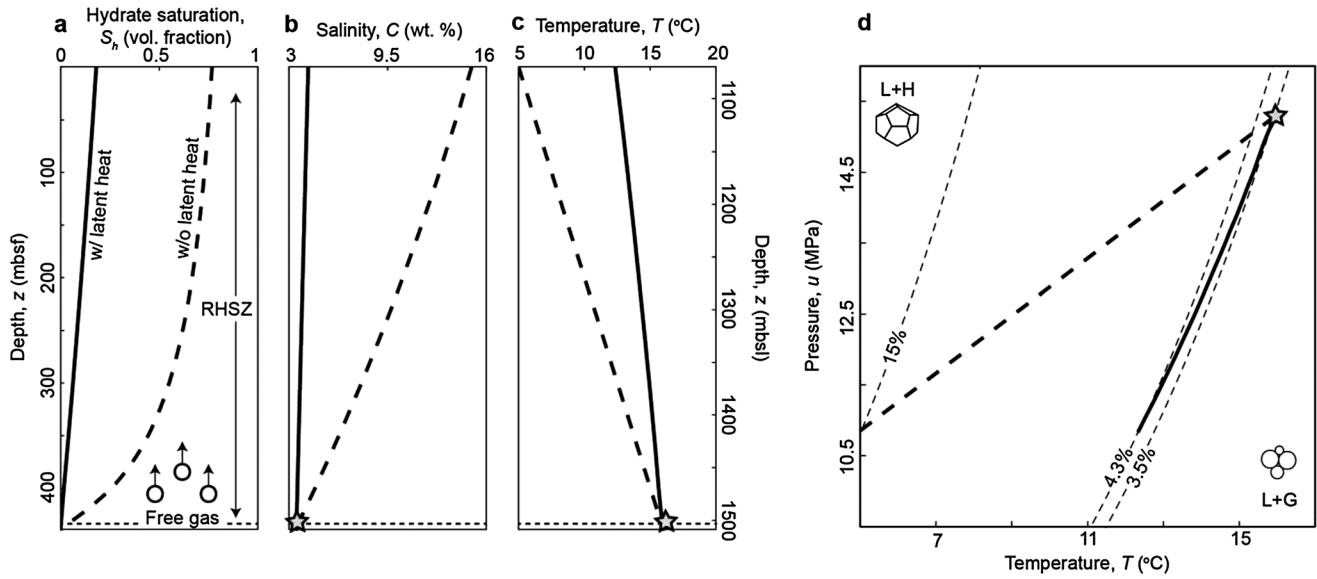 a
Hydrate saturation,
Sh (vol. fraction)
0 0.5 1
Depth, z (mbsf)
100
200
300
400
w/ latent heat
w/o latent heat
RHSZ
Free gas
b
Salinity, C (wt. %)
3 9.5 16
c
Temperature, T (°C)
5 10 15 20
1100
1200
1300
1400
1500
Depth, z (mbsl)
d
L+H
Pressure, u (MPa)
14.5
12.5
10.5
15%
4.3%
3.5%
L+G
7 11 15
Temperature, T (°C)